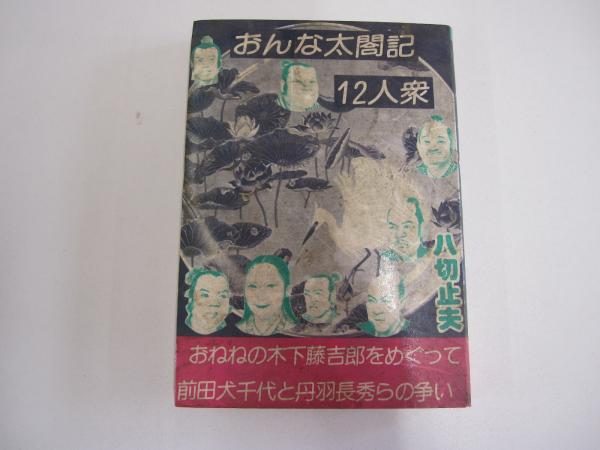 おんな太閤記
12人衆
八切止夫
おねねの木下藤吉郎をめぐって
前田犬千代と丹羽長秀らの争い